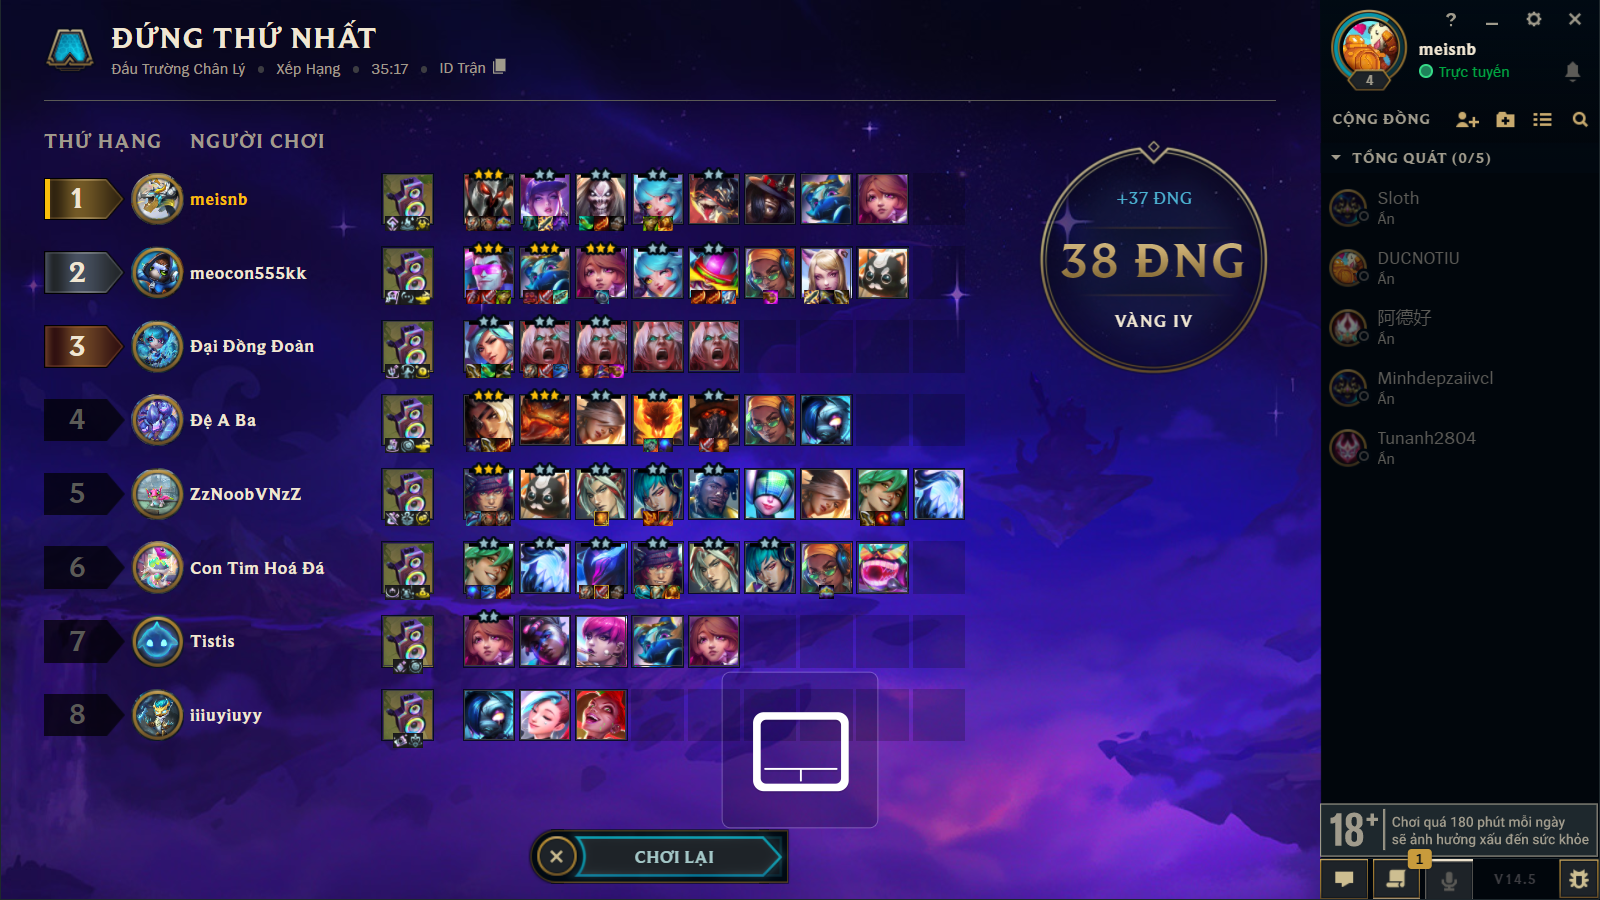 ĐỨNG THỨ NHẤT
Đấu Trường Chân Lý • Xếp Hạng • 35:17 • ID Trận
THỨ HẠNG NGƯỜI CHƠI
1 meisnb
2 meocon555kk
3 Đại Đồng Đoàn
4 Đệ A Ba
5 ZzNoobVNzZ
6 Con Tim Hoá Đá
7 Tistis
8 iiiuyiuyy
+37 ĐNG
38 ĐNG
VÀNG IV
CHƠI LẠI
?
meisnb
4
Trực tuyến
CỘNG ĐỒNG
TỔNG QUÁT (0/5)
Sloth
Ẩn
DUCNOTIU
Ẩn
阿德好
Ẩn
Minhdepzaiivcl
Ẩn
Tunanh2804
Ẩn
18+
Chơi quá 180 phút mỗi ngày
sẽ ảnh hưởng xấu đến sức khỏe
1
V14.5